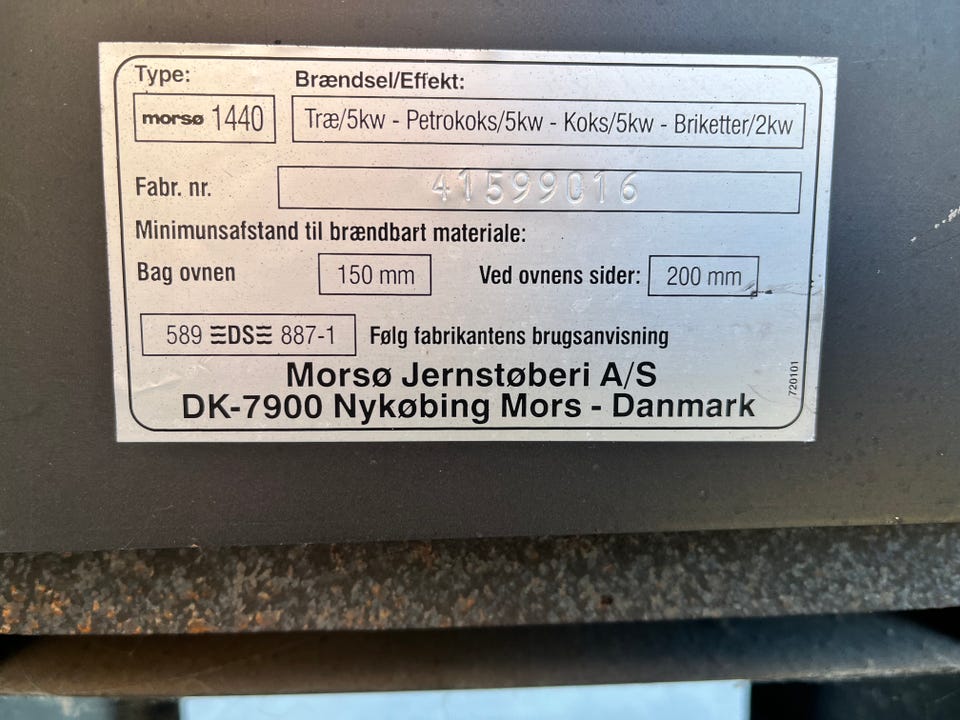 Type: Brændsel/Effekt:
morsø 1440 Træ/5kw - Petrokoks/5kw - Koks/5kw - Briketter/2kw
Fabr. nr. 41599016
Minimunsafstand til brændbart materiale:
Bag ovnen 150 mm Ved ovnens sider: 200 mm
589 DS 887-1 Følg fabrikantens brugsanvisning
Morsø Jernstøberi A/S
DK-7900 Nykøbing Mors - Danmark
720101